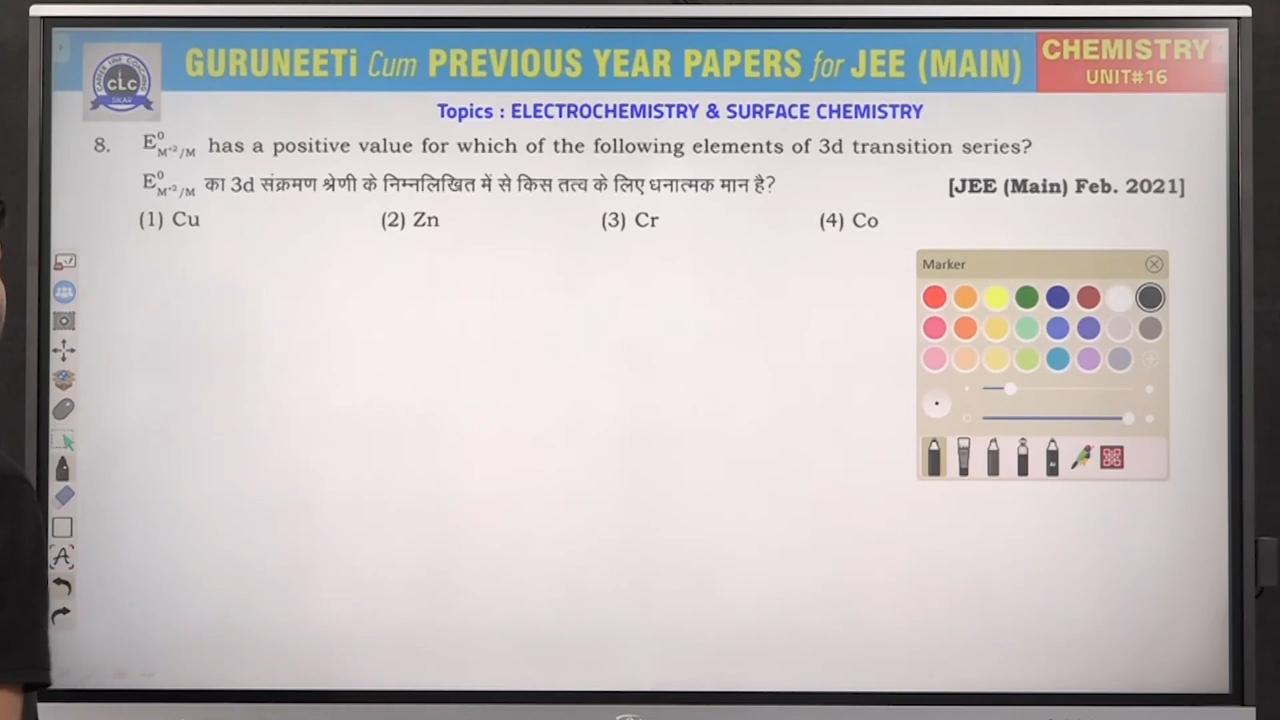 GURUNEETi Cum PREVIOUS YEAR PAPERS for JEE (MAIN)
CHEMISTRY
UNIT#16
CLC
SIKAR
Topics : ELECTROCHEMISTRY & SURFACE CHEMISTRY
8. E⁰M⁺²/M has a positive value for which of the following elements of 3d transition series?
E⁰M⁺²/M का 3d संक्रमण श्रेणी के निम्नलिखित में से किस तत्व के लिए धनात्मक मान है? [JEE (Main) Feb. 2021]
(1) Cu (2) Zn (3) Cr (4) Co
Marker
A